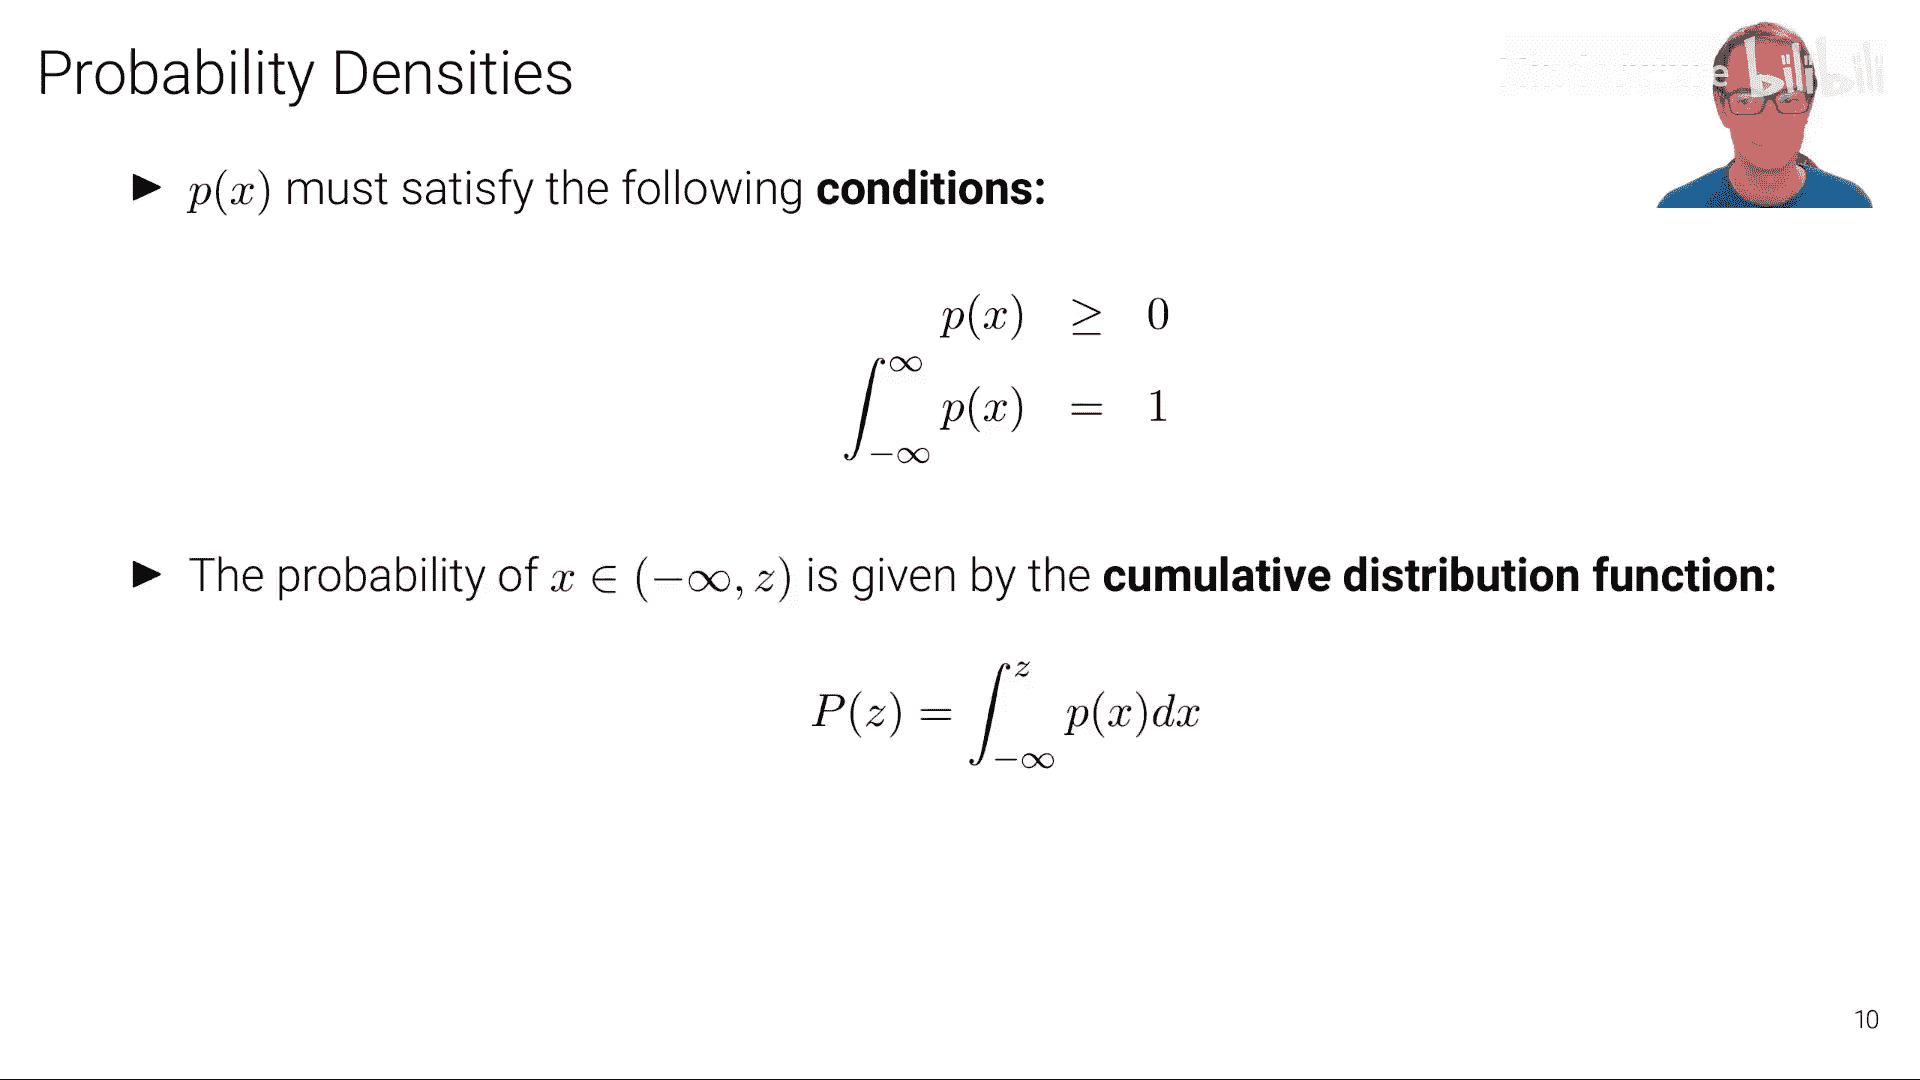 Probability Densities
bilibili
▶ p(x) must satisfy the following conditions:
p(x) ≥ 0
∫_{-∞}^{∞} p(x) = 1
▶ The probability of x ∈ (−∞, z) is given by the cumulative distribution function:
P(z) = ∫_{-∞}^{z} p(x)dx
10